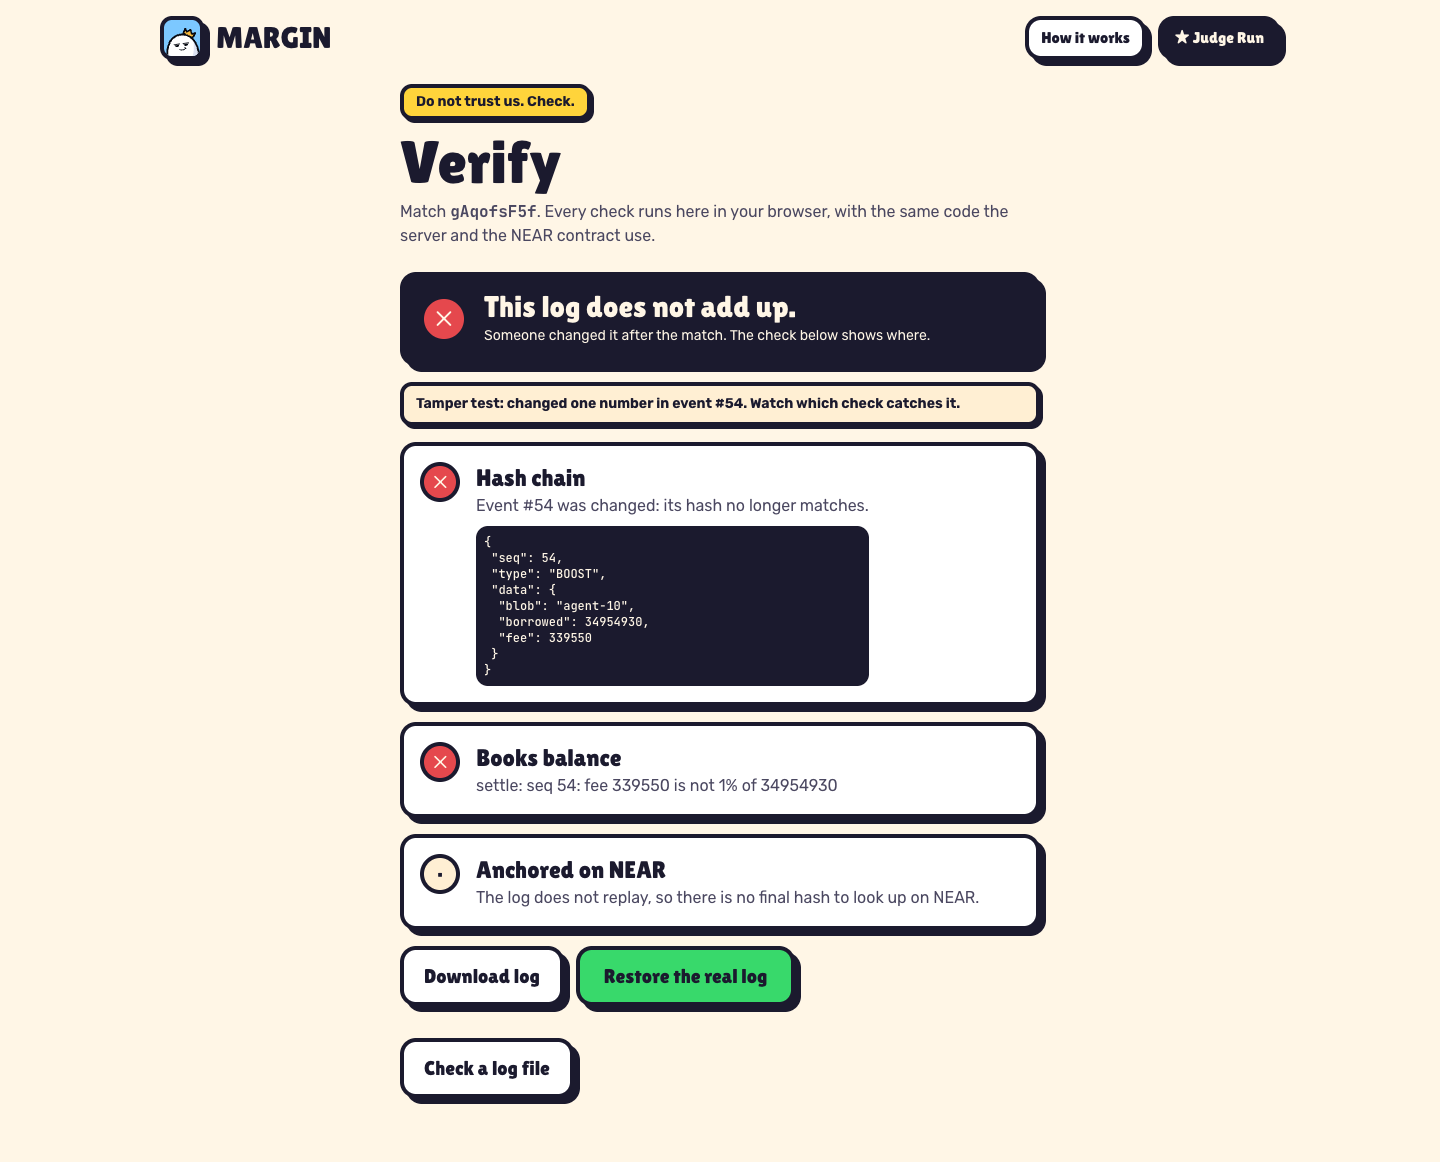 MARGIN
How it works
★ Judge Run
Do not trust us. Check.
Verify
Match gAqofsF5f. Every check runs here in your browser, with the same code the
server and the NEAR contract use.
This log does not add up.
Someone changed it after the match. The check below shows where.
Tamper test: changed one number in event #54. Watch which check catches it.
Hash chain
Event #54 was changed: its hash no longer matches.
{
"seq": 54,
"type": "BOOST",
"data": {
"blob": "agent-10",
"borrowed": 34954930,
"fee": 339550
}
}
Books balance
settle: seq 54: fee 339550 is not 1% of 34954930
Anchored on NEAR
The log does not replay, so there is no final hash to look up on NEAR.
Download log
Restore the real log
Check a log file